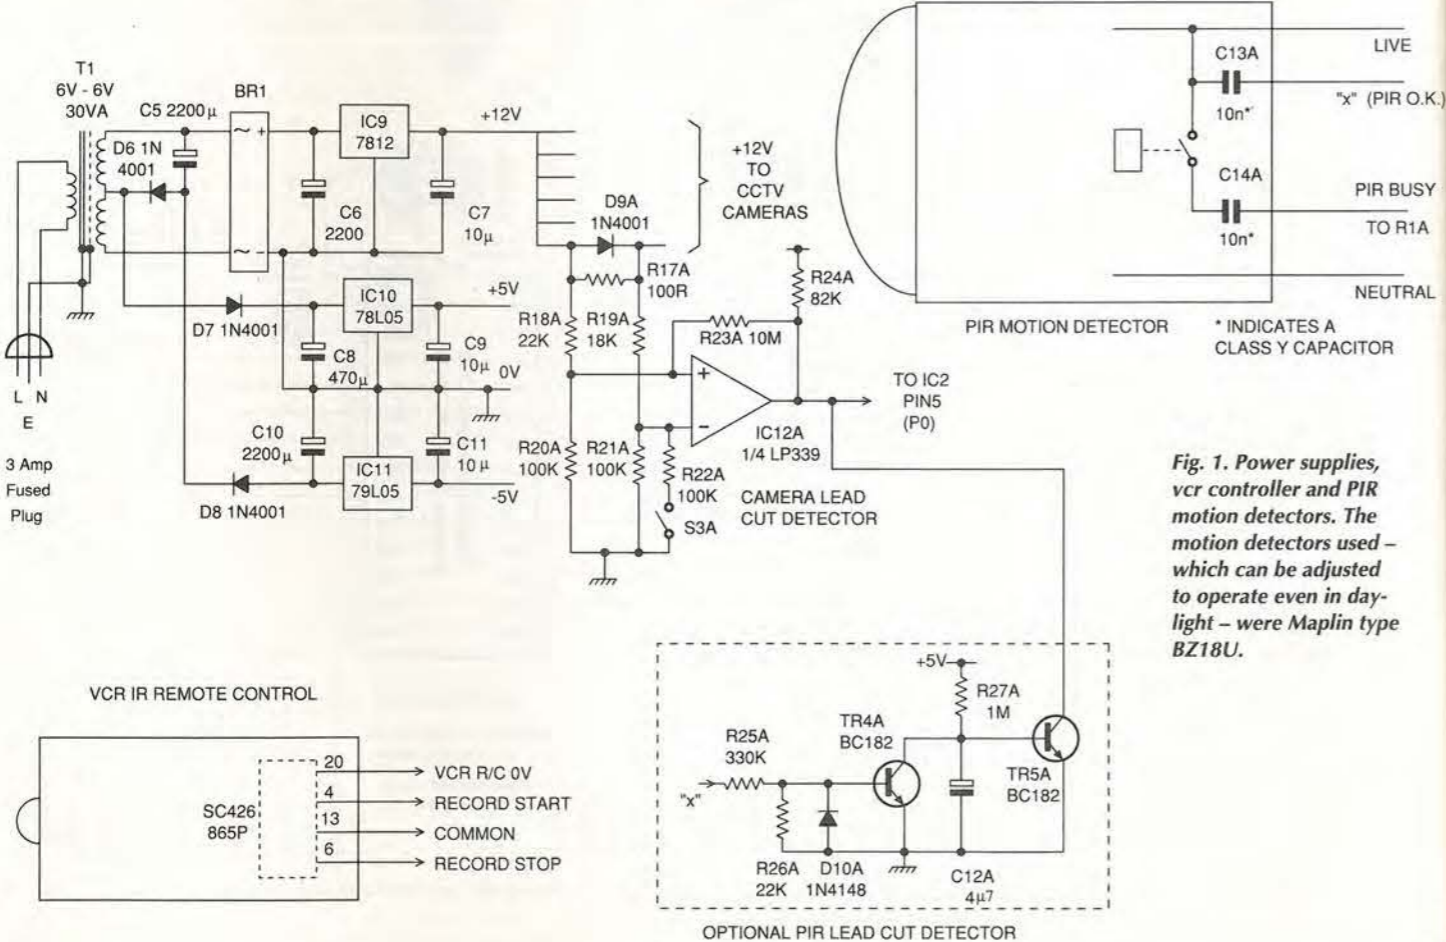 T1
6V - 6V
30VA
C5 2200µ
BR1
D6 1N
4001
~ +
~ -
IC9
7812
+12V
C6
2200
C7
10µ
+12V
TO
CCTV
CAMERAS
D9A
1N4001
R17A
100R
IC10
78L05
+5V
D7 1N4001
C8
470µ
C9
10µ
0V
C10
2200µ
C11
10µ
IC11
79L05
-5V
D8 1N4001
L N
E
3 Amp
Fused
Plug
R18A
22K
R19A
18K
R24A
82K
R23A 10M
+
-
IC12A
1/4 LP339
TO IC2
PIN5
(P0)
R20A
100K
R21A
100K
R22A
100K
S3A
CAMERA LEAD
CUT DETECTOR
LIVE
C13A
10n*
"x" (PIR O.K.)
C14A
10n*
PIR BUSY
TO R1A
NEUTRAL
PIR MOTION DETECTOR
* INDICATES A
CLASS Y CAPACITOR
Fig. 1. Power supplies,
vcr controller and PIR
motion detectors. The
motion detectors used –
which can be adjusted
to operate even in day-
light – were Maplin type
BZ18U.
VCR IR REMOTE CONTROL
SC426
865P
20
VCR R/C 0V
4
RECORD START
13
COMMON
6
RECORD STOP
+5V
R27A
1M
TR4A
BC182
R25A
330K
"x"
TR5A
BC182
R26A
22K
D10A
1N4148
C12A
4µ7
OPTIONAL PIR LEAD CUT DETECTOR